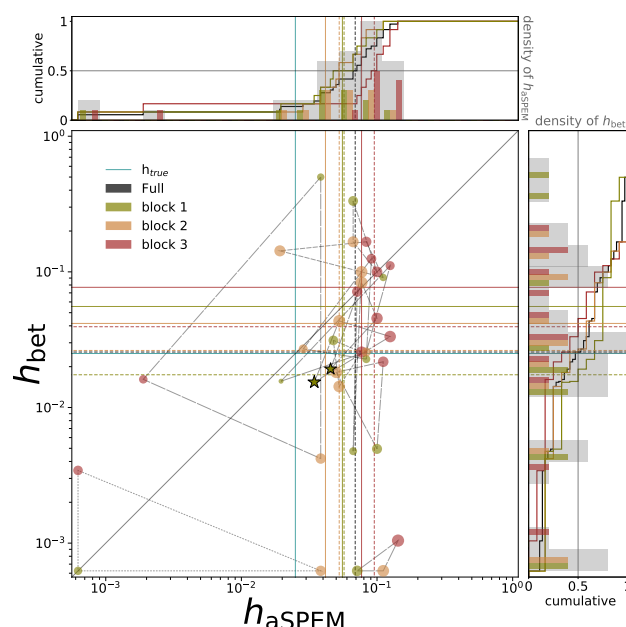 1
0.5
0
cumulative
density of h_aSPEM
density of h_bet
10^0
10^-1
10^-2
10^-3
h_bet
h_true
Full
block 1
block 2
block 3
10^-3
10^-2
10^-1
10^0
h_aSPEM
0
0.5
1
cumulative